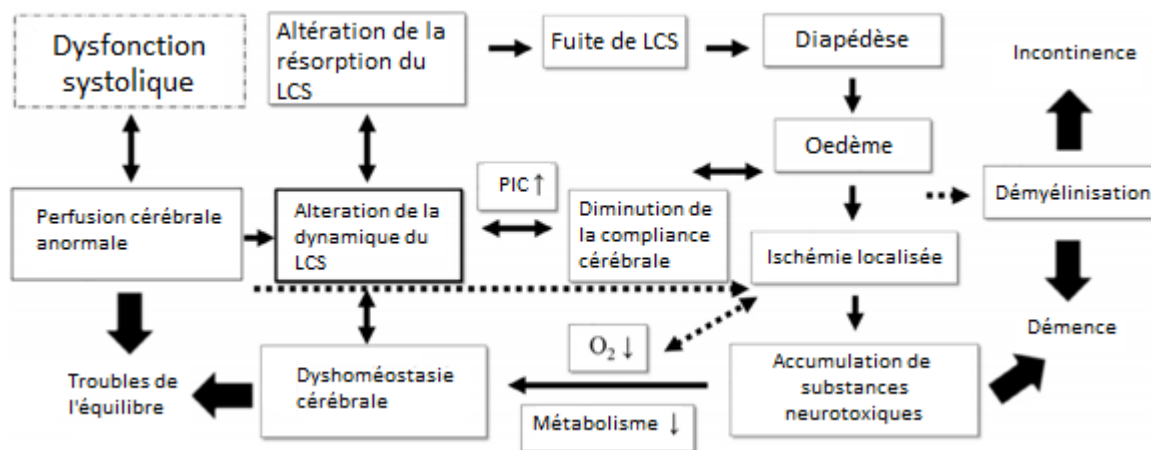 Dysfonction
systolique
Altération de la
résorption du
LCS
Fuite de LCS
Diapédèse
Incontinence
Oedème
PIC ↑
Démyélinisation
Perfusion cérébrale
anormale
Alteration de la
dynamique du
LCS
Diminution de
la compliance
cérébrale
Ischémie localisée
O₂ ↓
Démence
Troubles de
l'équilibre
Dyshoméostasie
cérébrale
Métabolisme ↓
Accumulation de
substances
neurotoxiques